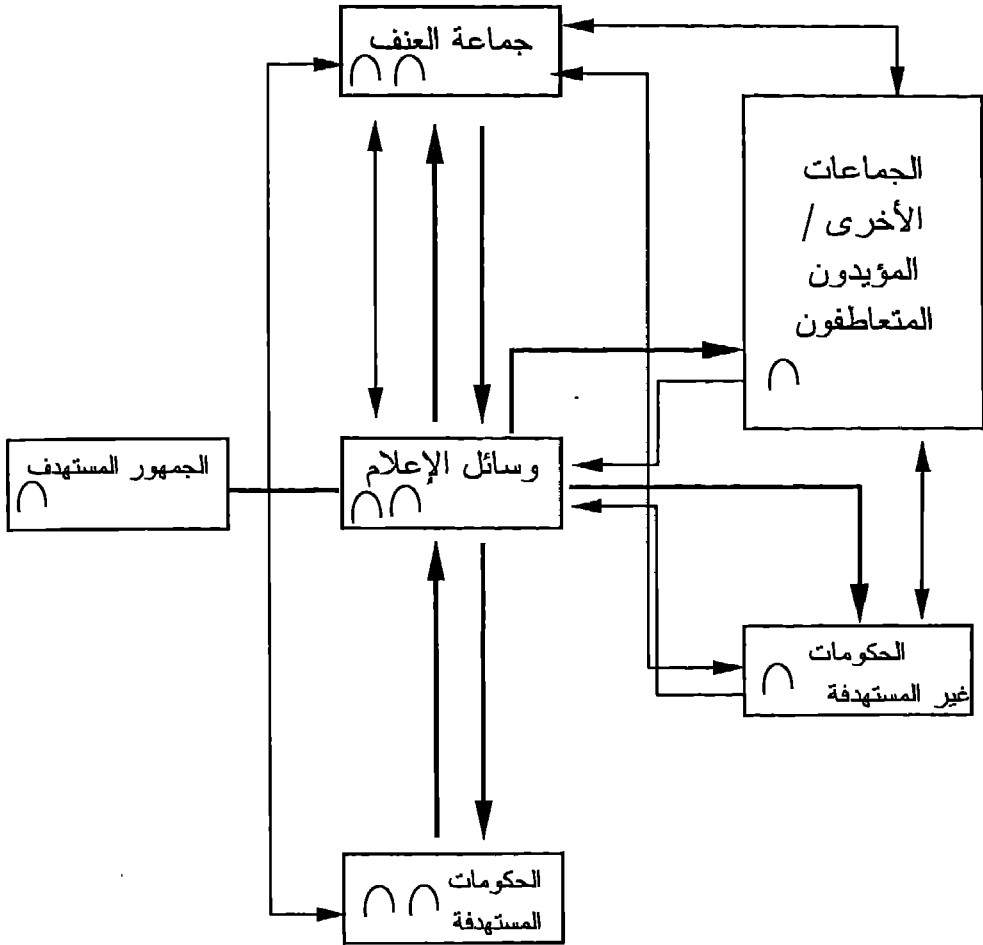 جماعة العنف
الجماعات
الأخرى /
المؤيدون
المتعاطفون
وسائل الإعلام
الجمهور المستهدف
الحكومات
غير المستهدفة
الحكومات
المستهدفة